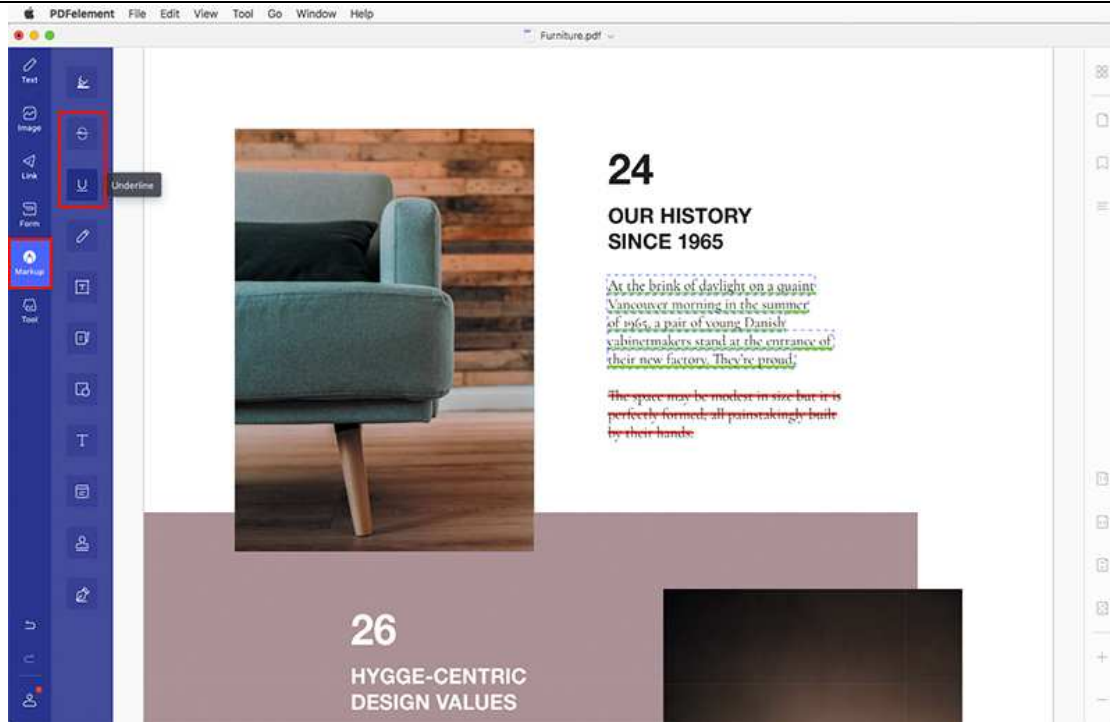 PDFelement File Edit View Tool Go Window Help
Furniture.pdf
Text
Image
Link
Form
Markup
Tool
U
Underline
T
T
24
OUR HISTORY
SINCE 1965
At the brink of daylight on a quaint
Vancouver morning in the summer
of 1965, a pair of young Danish
cabinetmakers stand at the entrance of
their new factory. They're proud.
The space may be modest in size but it is
perfectly formed, all painstakingly built
by their hands.
26
HYGGE-CENTRIC
DESIGN VALUES